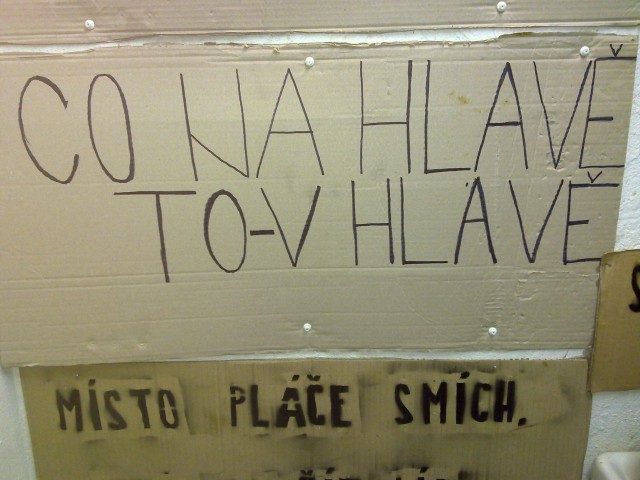 CO NA HLAVĚ
TO-V HLAVĚ
MÍSTO PLÁČE SMÍCH.